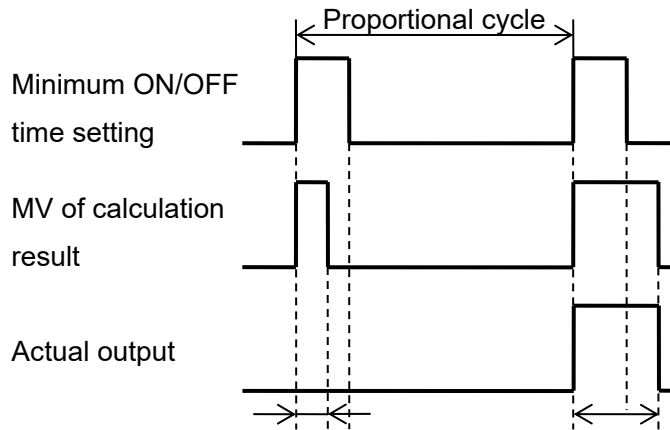 Proportional cycle
Minimum ON/OFF
time setting
MV of calculation
result
Actual output